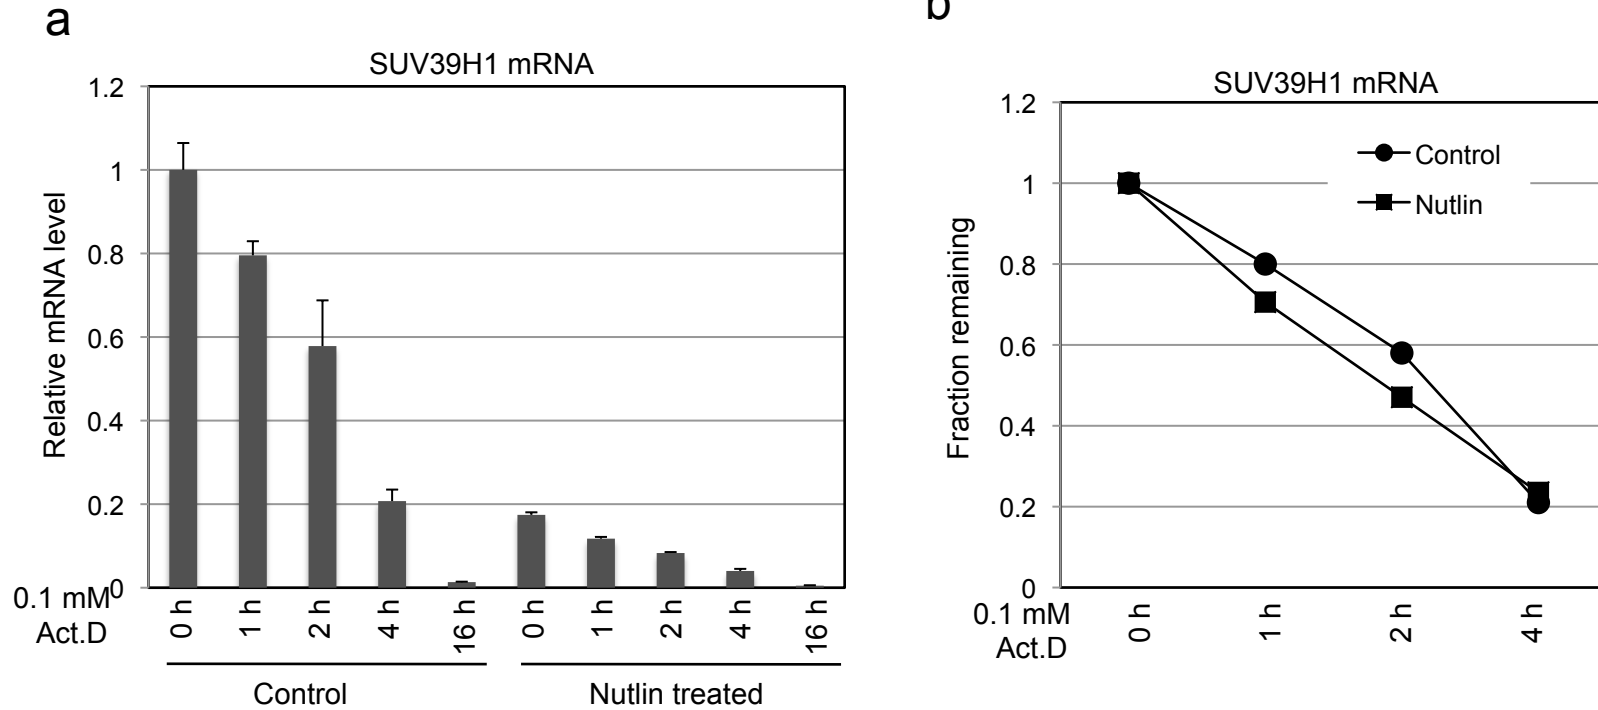 a
SUV39H1 mRNA
Relative mRNA level
1.2
1
0.8
0.6
0.4
0.2
0
0.1 mM
Act.D
0 h
1 h
2 h
4 h
16 h
0 h
1 h
2 h
4 h
16 h
Control
Nutlin treated
b
SUV39H1 mRNA
Fraction remaining
1.2
1
0.8
0.6
0.4
0.2
0
Control
Nutlin
0.1 mM
Act.D
0 h
1 h
2 h
4 h